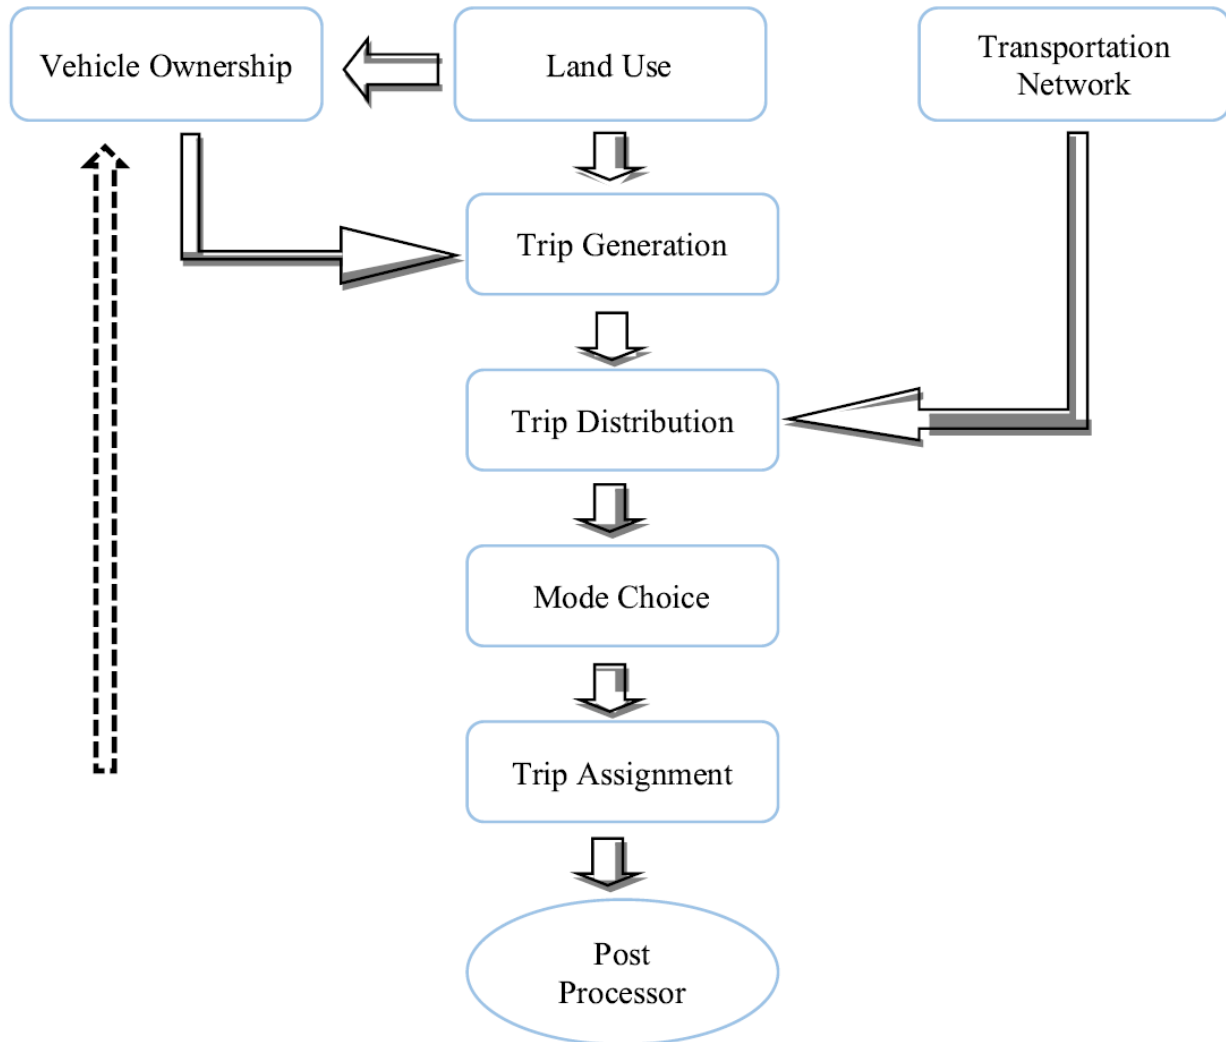 Vehicle Ownership
Land Use
Transportation
Network
Trip Generation
Trip Distribution
Mode Choice
Trip Assignment
Post
Processor